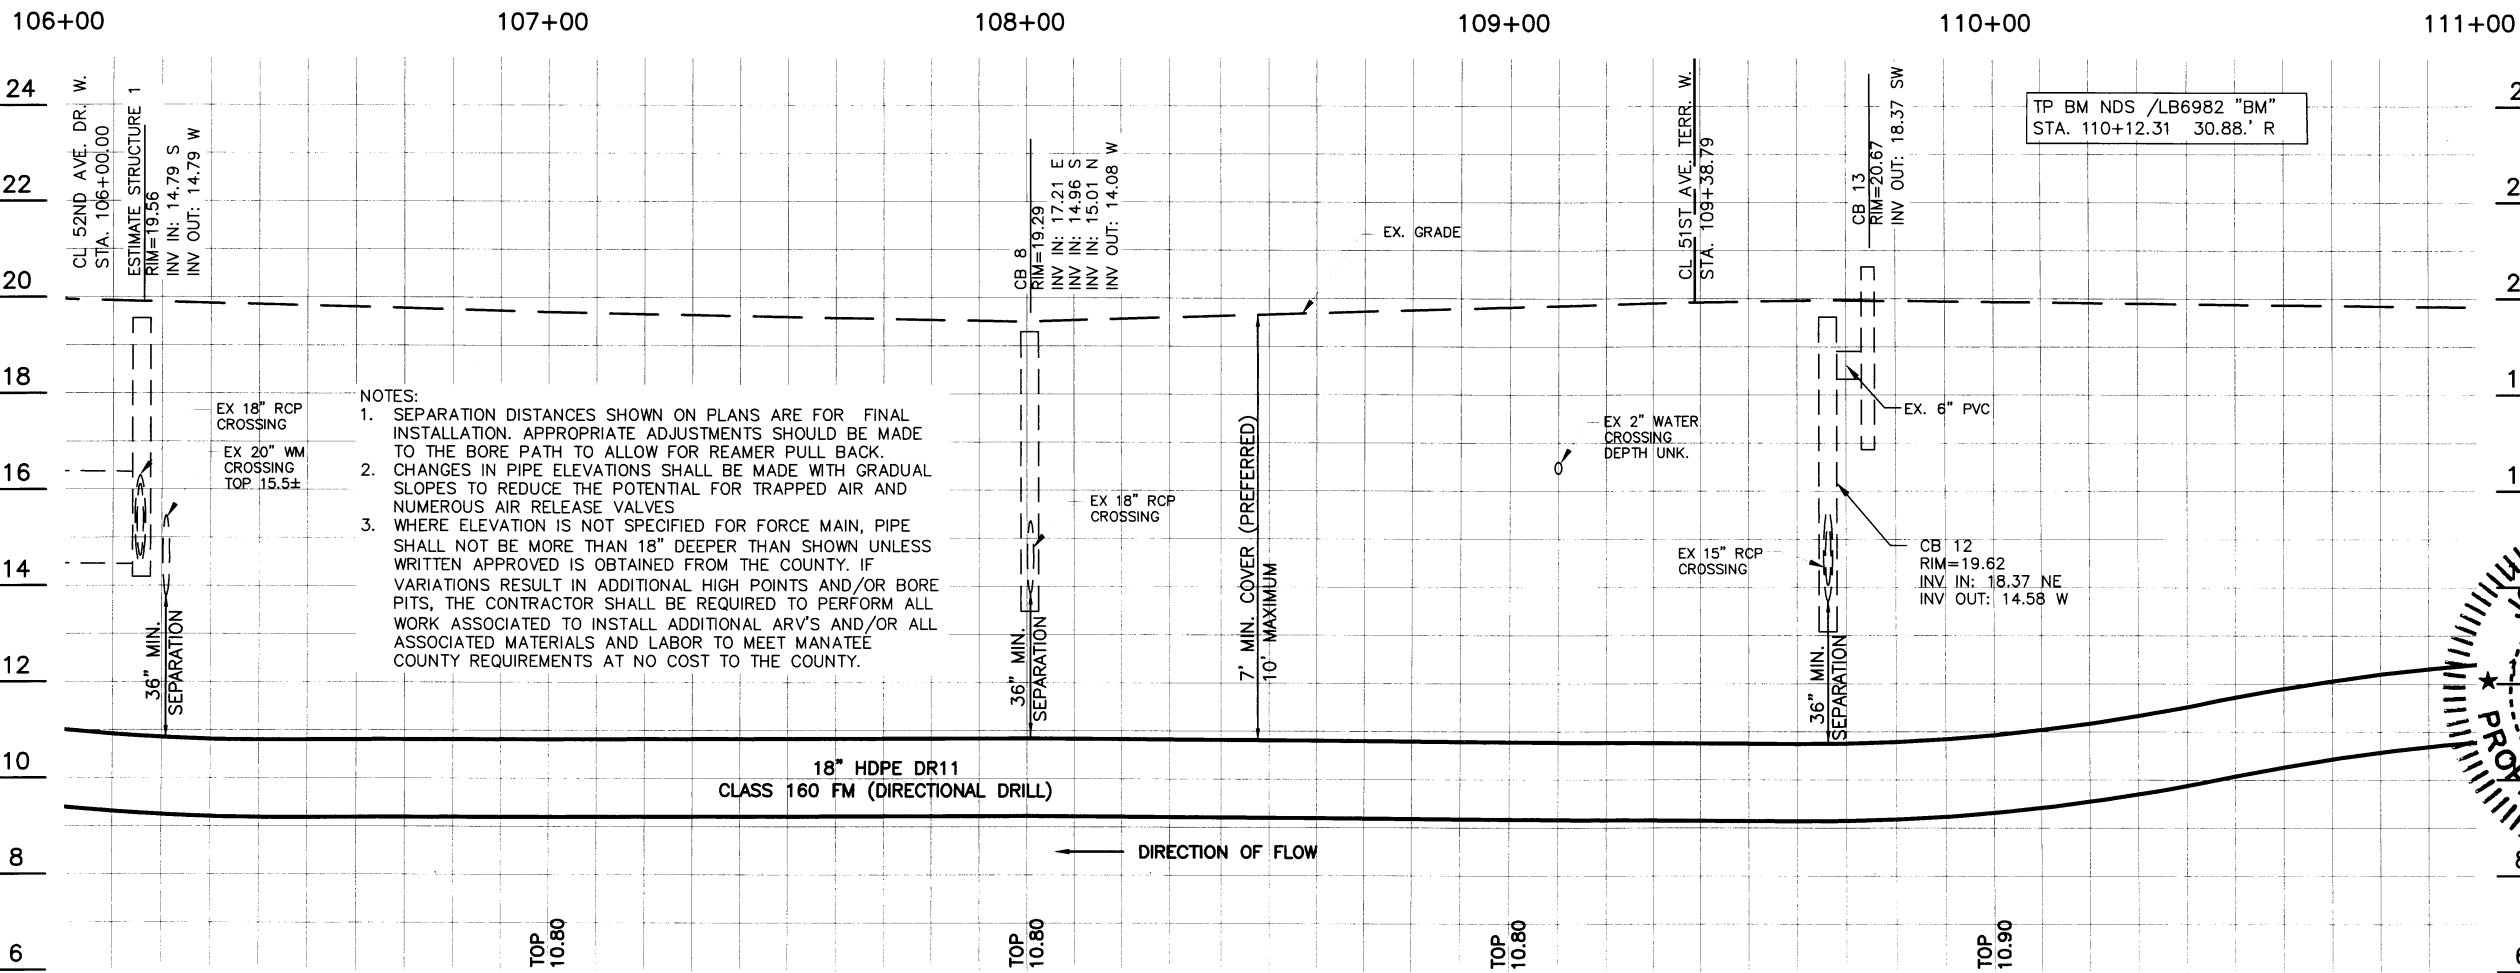 106+00 107+00 108+00 109+00 110+00 111+00
24
22
20
18
16
14
12
10
8
6
CL 52ND AVE. DR. W.
STA. 106+00.00
ESTIMATE STRUCTURE 1
RIM=19.56
INV IN: 14.79 S
INV OUT: 14.79 W
CB 8
RIM=19.29
INV IN: 17.21 E
INV IN: 14.96 S
INV IN: 15.01 N
INV OUT: 14.08 W
EX. GRADE
CL 51ST AVE. TERR. W.
STA. 109+38.79
CB 13
RIM=20.67
INV OUT: 18.37 SW
TP BM NDS /LB6982 "BM"
STA. 110+12.31 30.88.' R
EX 18" RCP
CROSSING
EX 20" WM
CROSSING
TOP 15.5±
NOTES:
1. SEPARATION DISTANCES SHOWN ON PLANS ARE FOR FINAL
INSTALLATION. APPROPRIATE ADJUSTMENTS SHOULD BE MADE
TO THE BORE PATH TO ALLOW FOR REAMER PULL BACK.
2. CHANGES IN PIPE ELEVATIONS SHALL BE MADE WITH GRADUAL
SLOPES TO REDUCE THE POTENTIAL FOR TRAPPED AIR AND
NUMEROUS AIR RELEASE VALVES
3. WHERE ELEVATION IS NOT SPECIFIED FOR FORCE MAIN, PIPE
SHALL NOT BE MORE THAN 18" DEEPER THAN SHOWN UNLESS
WRITTEN APPROVED IS OBTAINED FROM THE COUNTY. IF
VARIATIONS RESULT IN ADDITIONAL HIGH POINTS AND/OR BORE
PITS, THE CONTRACTOR SHALL BE REQUIRED TO PERFORM ALL
WORK ASSOCIATED TO INSTALL ADDITIONAL ARV'S AND/OR ALL
ASSOCIATED MATERIALS AND LABOR TO MEET MANATEE
COUNTY REQUIREMENTS AT NO COST TO THE COUNTY.
EX 18" RCP
CROSSING
7' MIN. COVER (PREFERRED)
10' MAXIMUM
EX 2" WATER
CROSSING
DEPTH UNK.
EX. 6" PVC
EX 15" RCP
CROSSING
CB 12
RIM=19.62
INV IN: 18.37 NE
INV OUT: 14.58 W
36" MIN.
SEPARATION
36" MIN.
SEPARATION
36" MIN.
SEPARATION
18" HDPE DR11
CLASS 160 FM (DIRECTIONAL DRILL)
DIRECTION OF FLOW
TOP
10.80
TOP
10.80
TOP
10.80
TOP
10.90